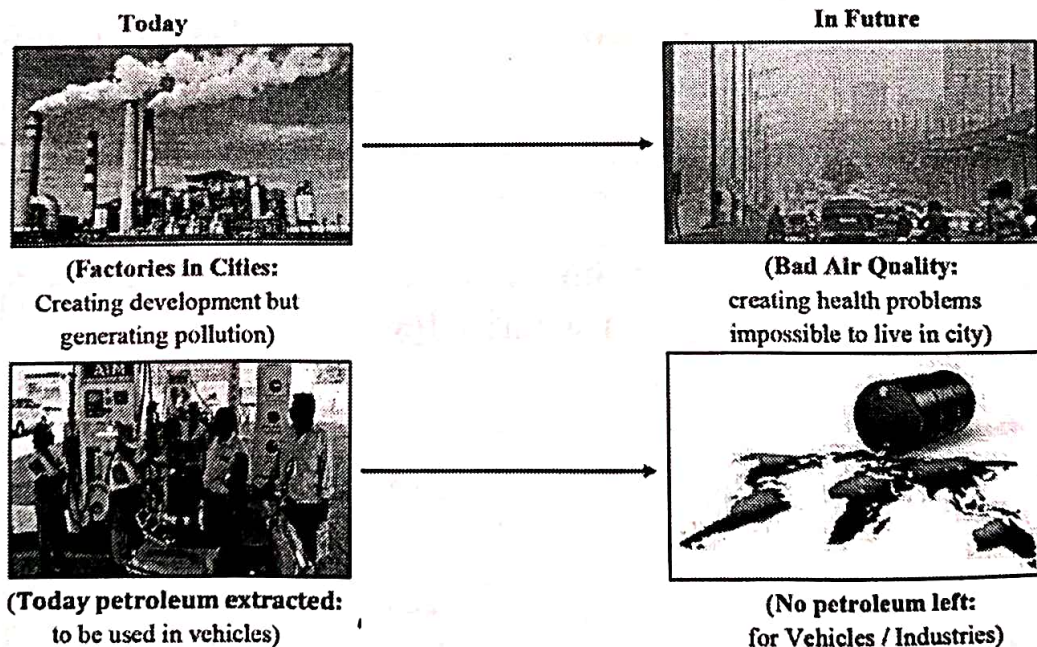 Today
In Future
(Factories in Cities:
Creating development but
generating pollution)
(Bad Air Quality:
creating health problems
impossible to live in city)
AIM
(Today petroleum extracted:
to be used in vehicles)
(No petroleum left:
for Vehicles / Industries)